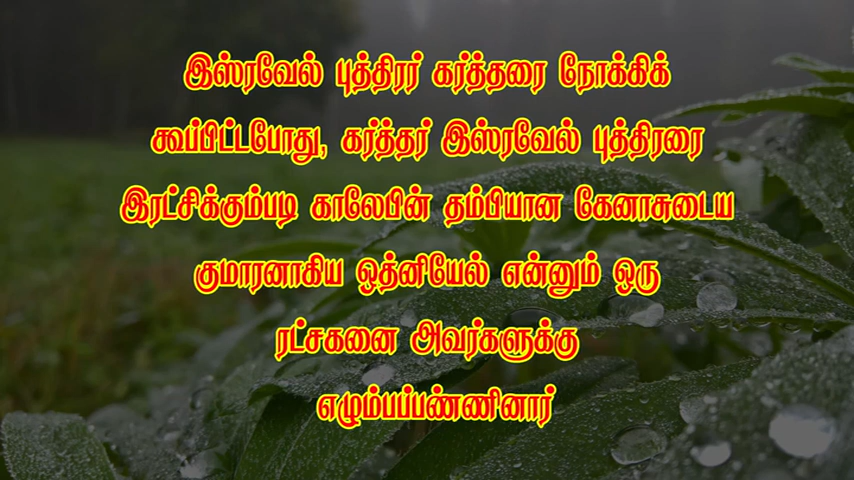 இஸ்ரவேல் புத்திரர் கர்த்தரை நோக்கிக்
கூப்பிட்டபோது, கர்த்தர் இஸ்ரவேல் புத்திரரை
இரட்சிக்கும்படி காலேபின் தம்பியான கேனாசுடைய
குமாரனாகிய ஒத்னியேல் என்னும் ஒரு
ரட்சகனை அவர்களுக்கு
எழும்பப்பண்ணினார்